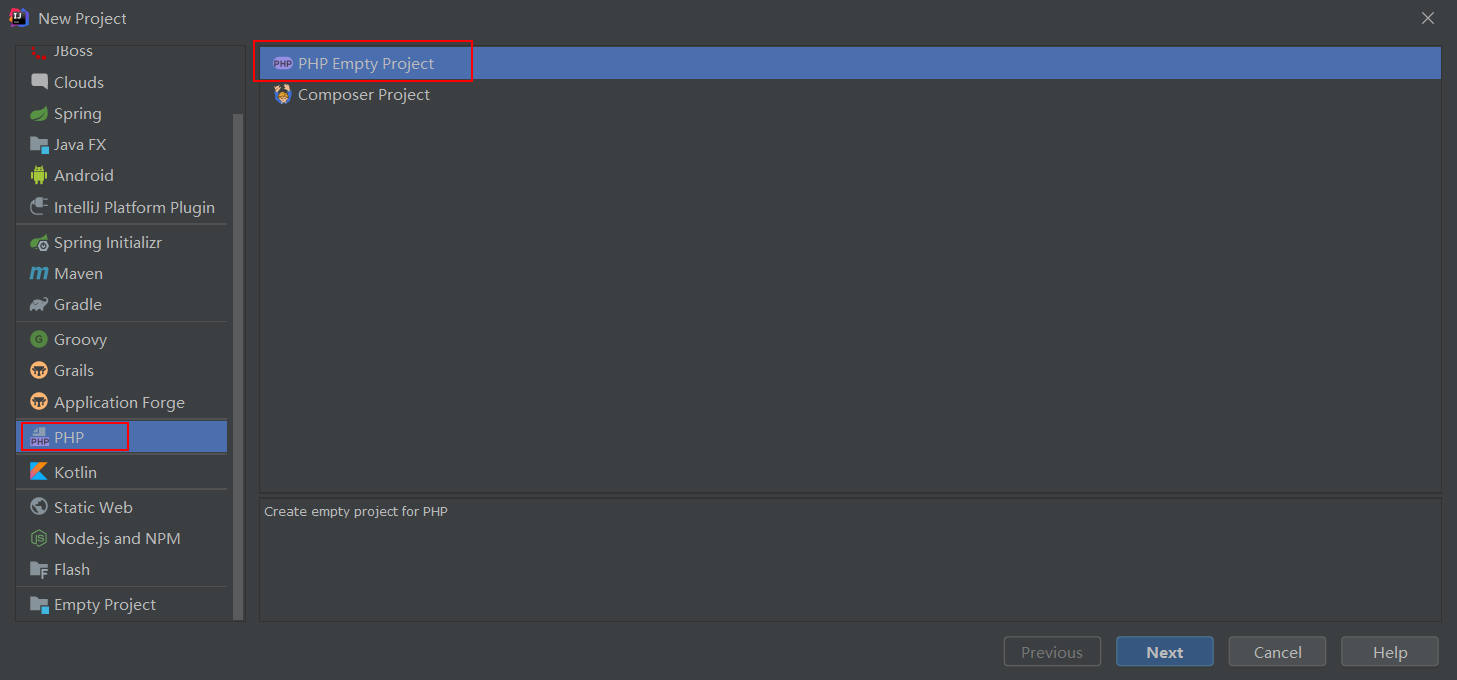 New Project
JBoss
Clouds
Spring
Java FX
Android
IntelliJ Platform Plugin
Spring Initializr
Maven
Gradle
Groovy
Grails
Application Forge
PHP
Kotlin
Static Web
Node.js and NPM
Flash
Empty Project
PHP Empty Project
Composer Project
Create empty project for PHP
Previous Next Cancel Help